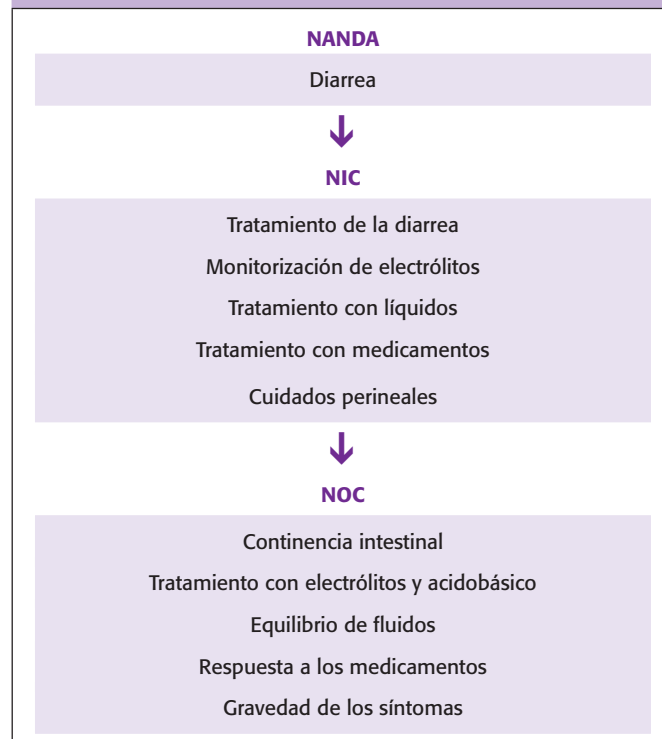 NANDA
Diarrea
NIC
Tratamiento de la diarrea
Monitorización de electrólitos
Tratamiento con líquidos
Tratamiento con medicamentos
Cuidados perineales
NOC
Continencia intestinal
Tratamiento con electrólitos y acidobásico
Equilibrio de fluidos
Respuesta a los medicamentos
Gravedad de los síntomas